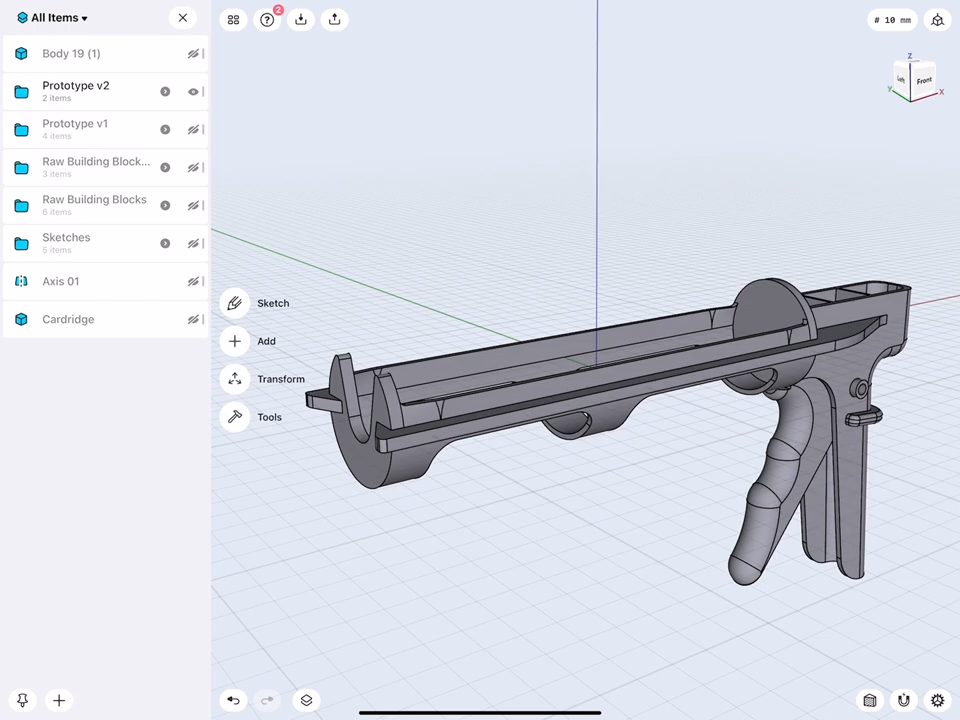 All Items
Body 19 (1)
Prototype v2
2 items
Prototype v1
4 items
Raw Building Block...
3 items
Raw Building Blocks
6 items
Sketches
5 items
Axis 01
Cardridge
2
# 10 mm
Z
Left
Front
Y
X
Sketch
Add
Transform
Tools